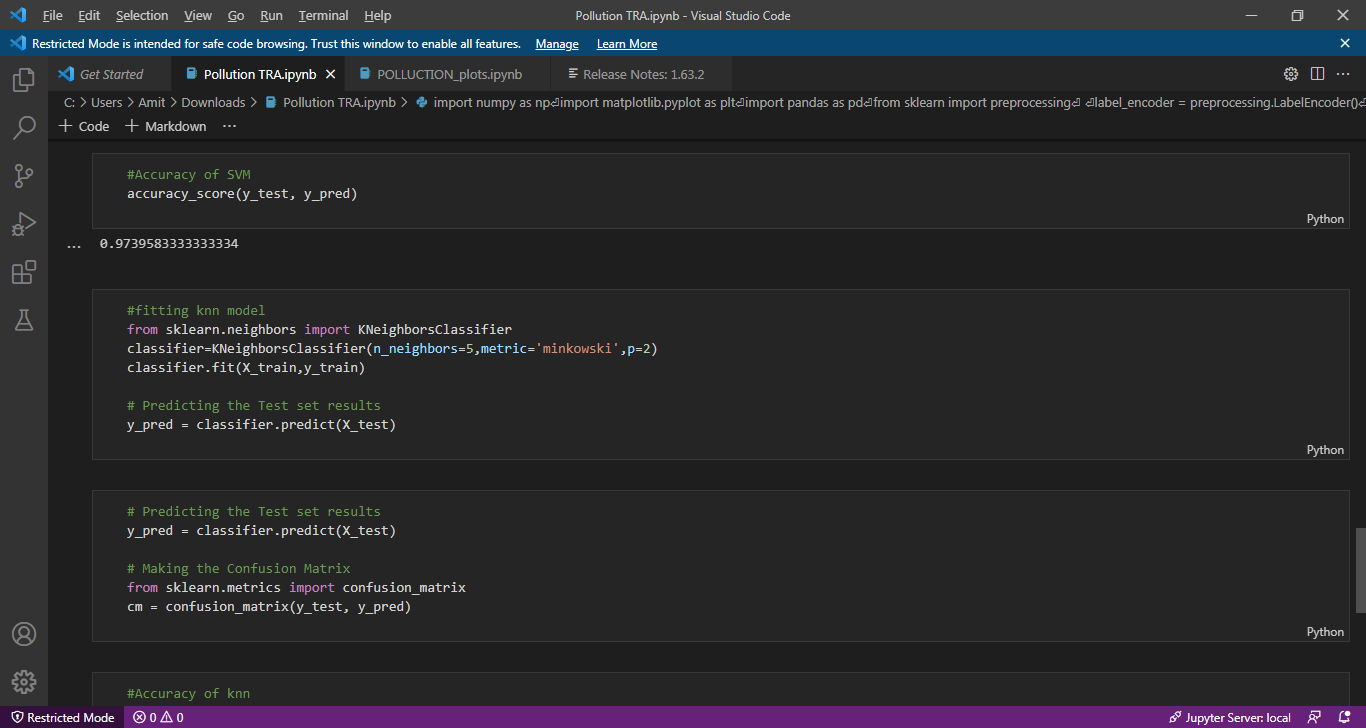 File Edit Selection View Go Run Terminal Help Pollution TRA.ipynb - Visual Studio Code
Restricted Mode is intended for safe code browsing. Trust this window to enable all features. Manage Learn More
Get Started Pollution TRA.ipynb POLLUCTION_plots.ipynb Release Notes: 1.63.2
C: > Users > Amit > Downloads > Pollution TRA.ipynb > import numpy as np⏎import matplotlib.pyplot as plt⏎import pandas as pd⏎from sklearn import preprocessing⏎ ⏎label_encoder = preprocessing.LabelEncoder()⏎
+ Code + Markdown ...
#Accuracy of SVM
accuracy_score(y_test, y_pred)
Python
... 0.9739583333333334
#fitting knn model
from sklearn.neighbors import KNeighborsClassifier
classifier=KNeighborsClassifier(n_neighbors=5,metric='minkowski',p=2)
classifier.fit(X_train,y_train)
# Predicting the Test set results
y_pred = classifier.predict(X_test)
Python
# Predicting the Test set results
y_pred = classifier.predict(X_test)
# Making the Confusion Matrix
from sklearn.metrics import confusion_matrix
cm = confusion_matrix(y_test, y_pred)
Python
#Accuracy of knn
Restricted Mode 0 0 Jupyter Server: local